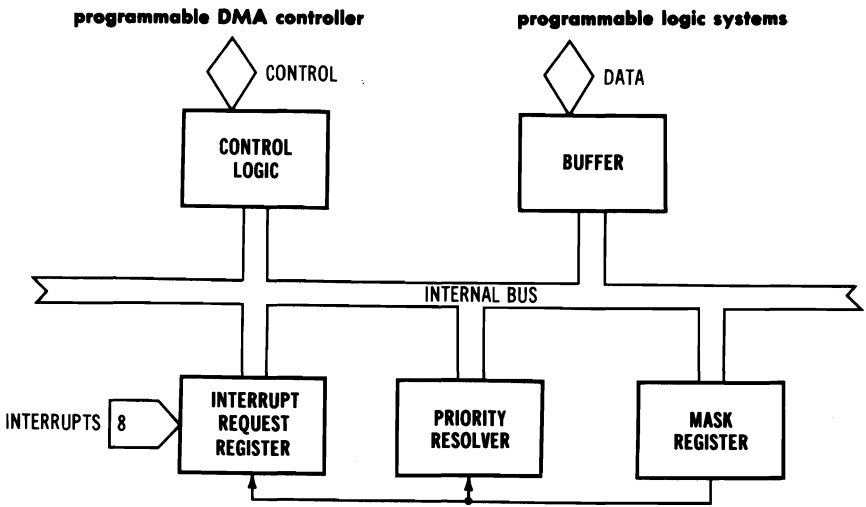 programmable DMA controller
programmable logic systems
CONTROL
DATA
CONTROL
LOGIC
BUFFER
INTERNAL BUS
INTERRUPTS
8
INTERRUPT
REQUEST
REGISTER
PRIORITY
RESOLVER
MASK
REGISTER